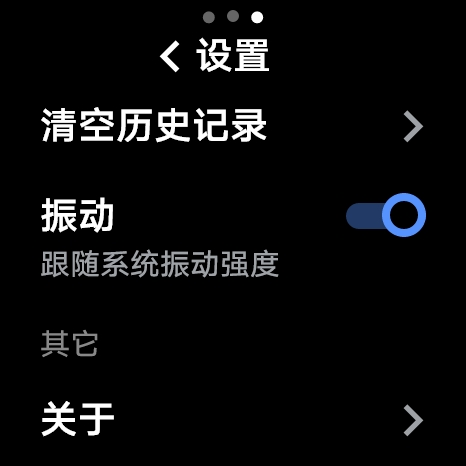 设置
清空历史记录
振动
跟随系统振动强度
其它
关于